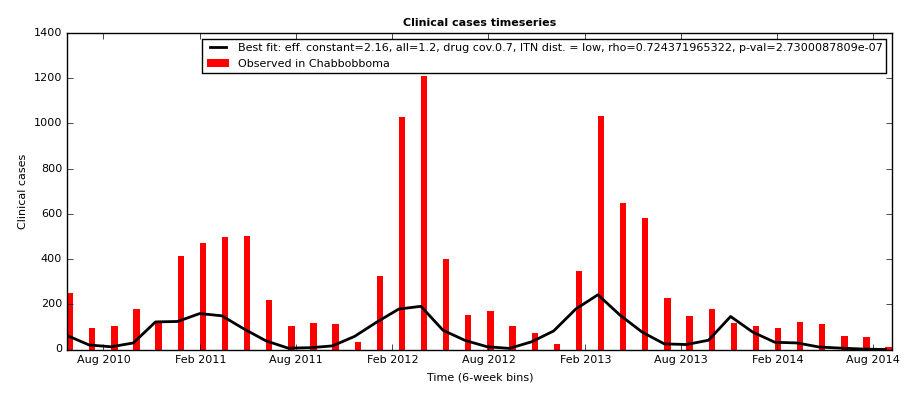 Clinical cases timeseries
Best fit: eff. constant=2.16, all=1.2, drug cov.0.7, ITN dist. = low, rho=0.724371965322, p-val=2.7300087809e-07
Observed in Chabbobboma
Clinical cases
1400
1200
1000
800
600
400
200
0
Aug 2010 Feb 2011 Aug 2011 Feb 2012 Aug 2012 Feb 2013 Aug 2013 Feb 2014 Aug 2014
Time (6-week bins)